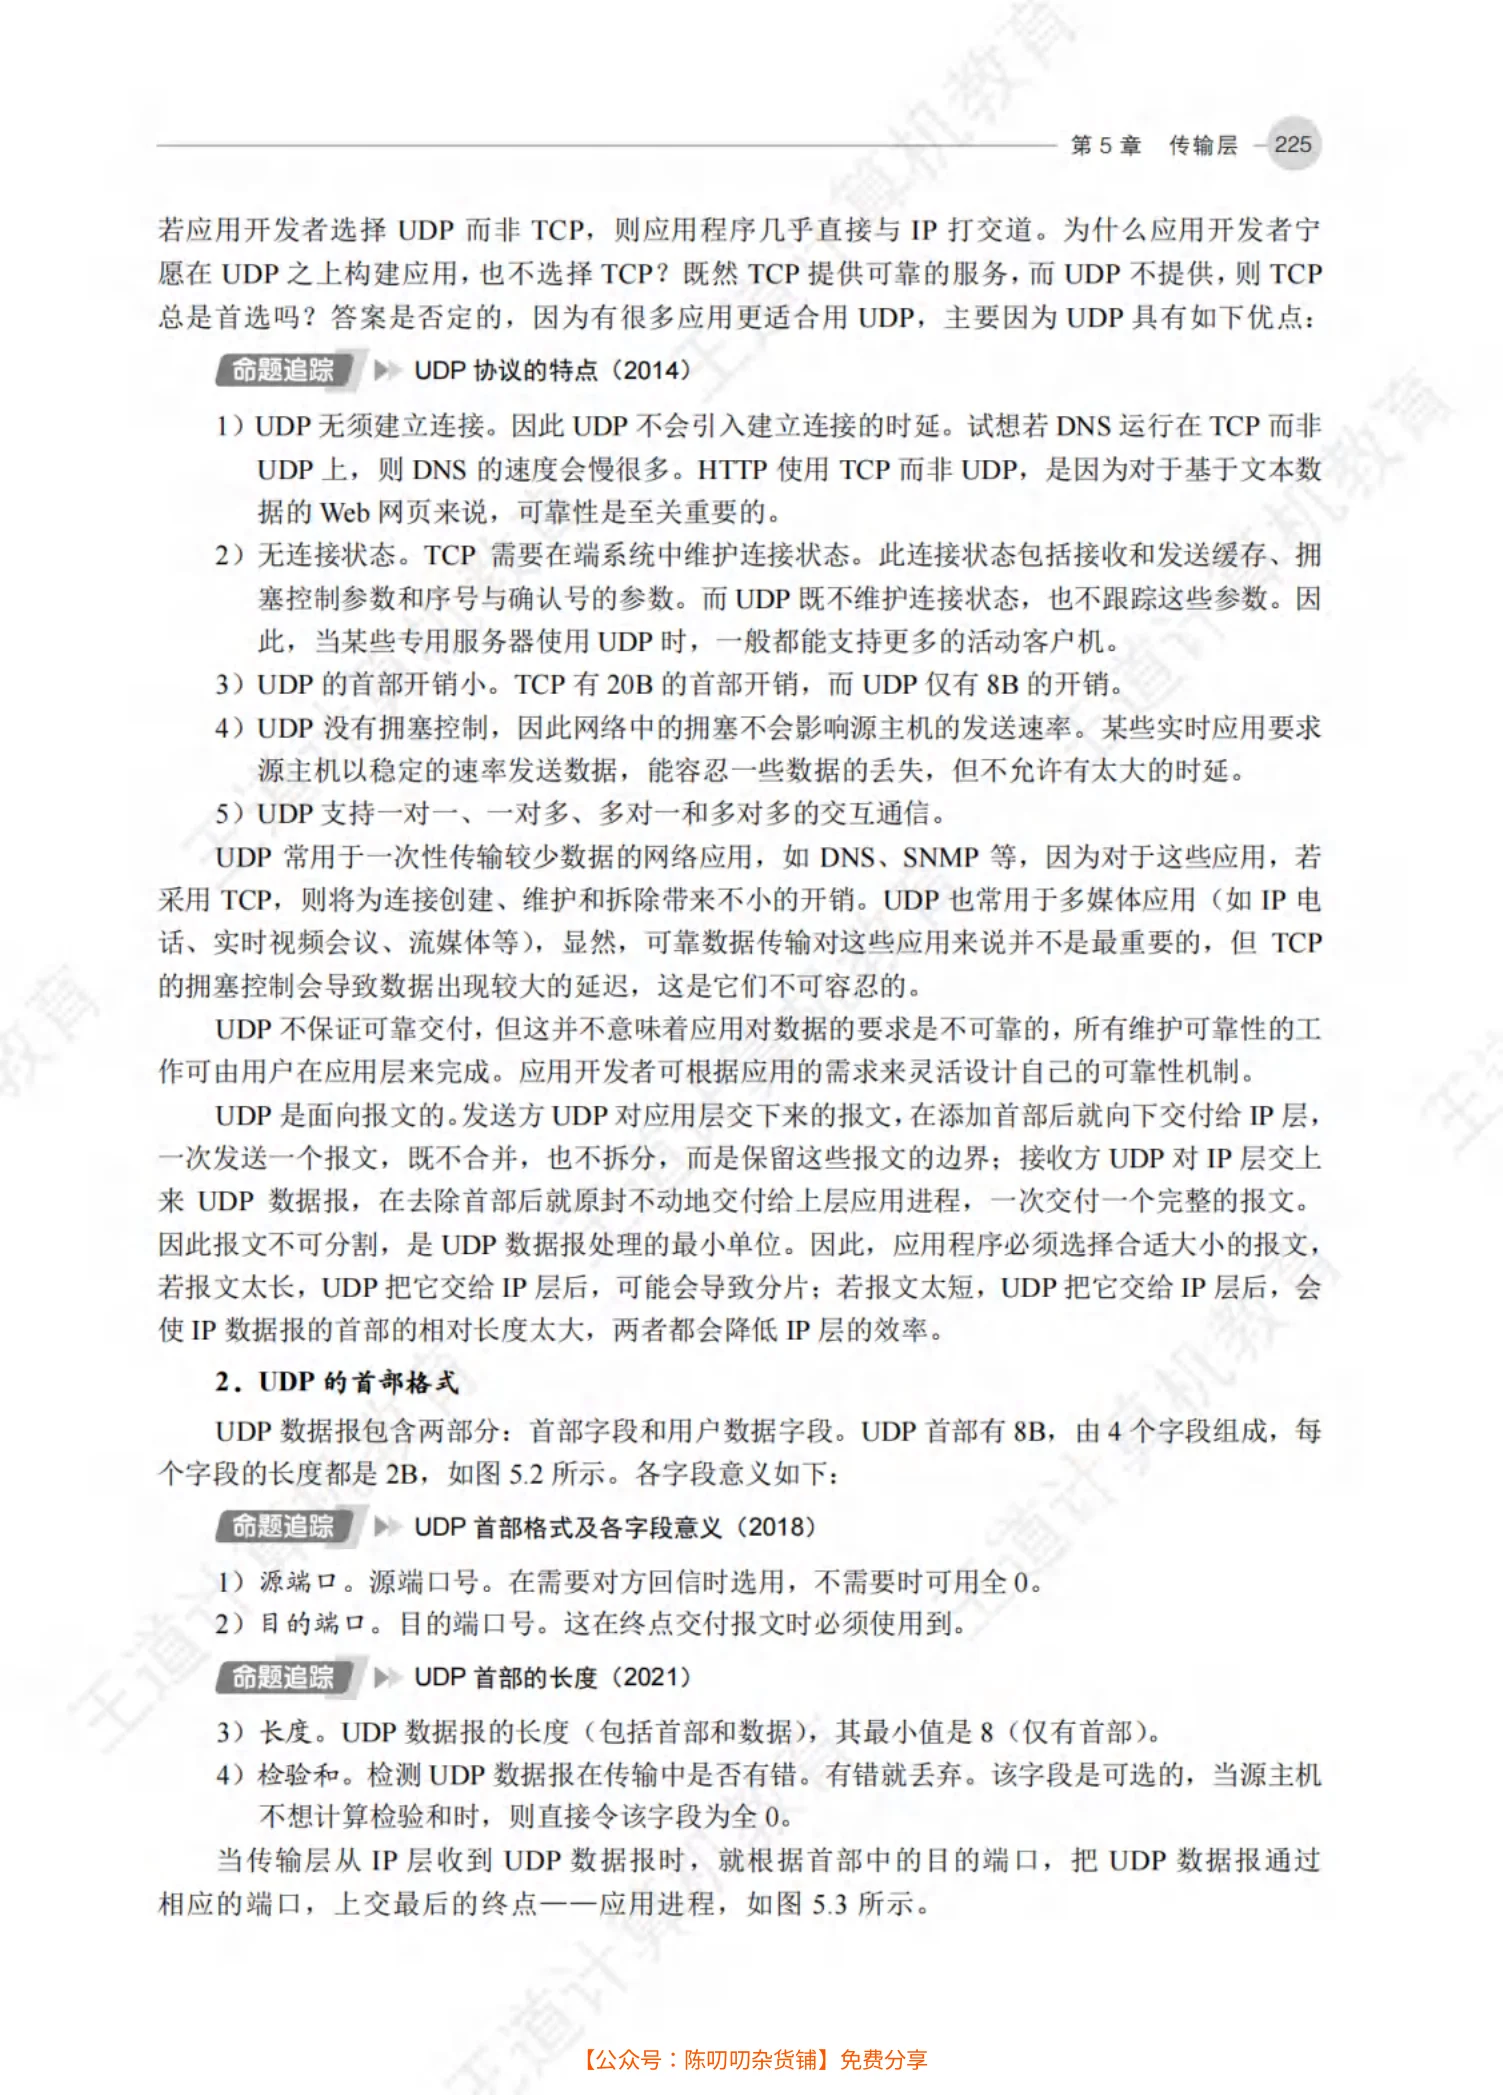 第 5 章　传输层　225
若应用开发者选择 UDP 而非 TCP，则应用程序几乎直接与 IP 打交道。为什么应用开发者宁
愿在 UDP 之上构建应用，也不选择 TCP？既然 TCP 提供可靠的服务，而 UDP 不提供，则 TCP
总是首选吗？答案是否定的，因为有很多应用更适合用 UDP，主要因为 UDP 具有如下优点：
命题追踪　UDP 协议的特点（2014）
1）UDP 无须建立连接。因此 UDP 不会引入建立连接的时延。试想若 DNS 运行在 TCP 而非
UDP 上，则 DNS 的速度会慢很多。HTTP 使用 TCP 而非 UDP，是因为对于基于文本数
据的 Web 网页来说，可靠性是至关重要的。
2）无连接状态。TCP 需要在端系统中维护连接状态。此连接状态包括接收和发送缓存、拥
塞控制参数和序号与确认号的参数。而 UDP 既不维护连接状态，也不跟踪这些参数。因
此，当某些专用服务器使用 UDP 时，一般都能支持更多的活动客户机。
3）UDP 的首部开销小。TCP 有 20B 的首部开销，而 UDP 仅有 8B 的开销。
4）UDP 没有拥塞控制，因此网络中的拥塞不会影响源主机的发送速率。某些实时应用要求
源主机以稳定的速率发送数据，能容忍一些数据的丢失，但不允许有太大的时延。
5）UDP 支持一对一、一对多、多对一和多对多的交互通信。
UDP 常用于一次性传输较少数据的网络应用，如 DNS、SNMP 等，因为对于这些应用，若
采用 TCP，则将为连接创建、维护和拆除带来不小的开销。UDP 也常用于多媒体应用（如 IP 电
话、实时视频会议、流媒体等），显然，可靠数据传输对这些应用来说并不是最重要的，但 TCP
的拥塞控制会导致数据出现较大的延迟，这是它们不可容忍的。
UDP 不保证可靠交付，但这并不意味着应用对数据的要求是不可靠的，所有维护可靠性的工
作可由用户在应用层来完成。应用开发者可根据应用的需求来灵活设计自己的可靠性机制。
UDP 是面向报文的。发送方 UDP 对应用层交下来的报文，在添加首部后就向下交付给 IP 层，
一次发送一个报文，既不合并，也不拆分，而是保留这些报文的边界；接收方 UDP 对 IP 层交上
来 UDP 数据报，在去除首部后就原封不动地交付给上层应用进程，一次交付一个完整的报文。
因此报文不可分割，是 UDP 数据报处理的最小单位。因此，应用程序必须选择合适大小的报文，
若报文太长，UDP 把它交给 IP 层后，可能会导致分片；若报文太短，UDP 把它交给 IP 层后，会
使 IP 数据报的首部的相对长度太大，两者都会降低 IP 层的效率。
2．UDP 的首部格式
UDP 数据报包含两部分：首部字段和用户数据字段。UDP 首部有 8B，由 4 个字段组成，每
个字段的长度都是 2B，如图 5.2 所示。各字段意义如下：
命题追踪　UDP 首部格式及各字段意义（2018）
1）源端口。源端口号。在需要对方回信时选用，不需要时可用全 0。
2）目的端口。目的端口号。这在终点交付报文时必须使用到。
命题追踪　UDP 首部的长度（2021）
3）长度。UDP 数据报的长度（包括首部和数据），其最小值是 8（仅有首部）。
4）检验和。检测 UDP 数据报在传输中是否有错。有错就丢弃。该字段是可选的，当源主机
不想计算检验和时，则直接令该字段为全 0。
当传输层从 IP 层收到 UDP 数据报时，就根据首部中的目的端口，把 UDP 数据报通过
相应的端口，上交最后的终点——应用进程，如图 5.3 所示。
【公众号：陈叨叨杂货铺】免费分享
王道计算机教育